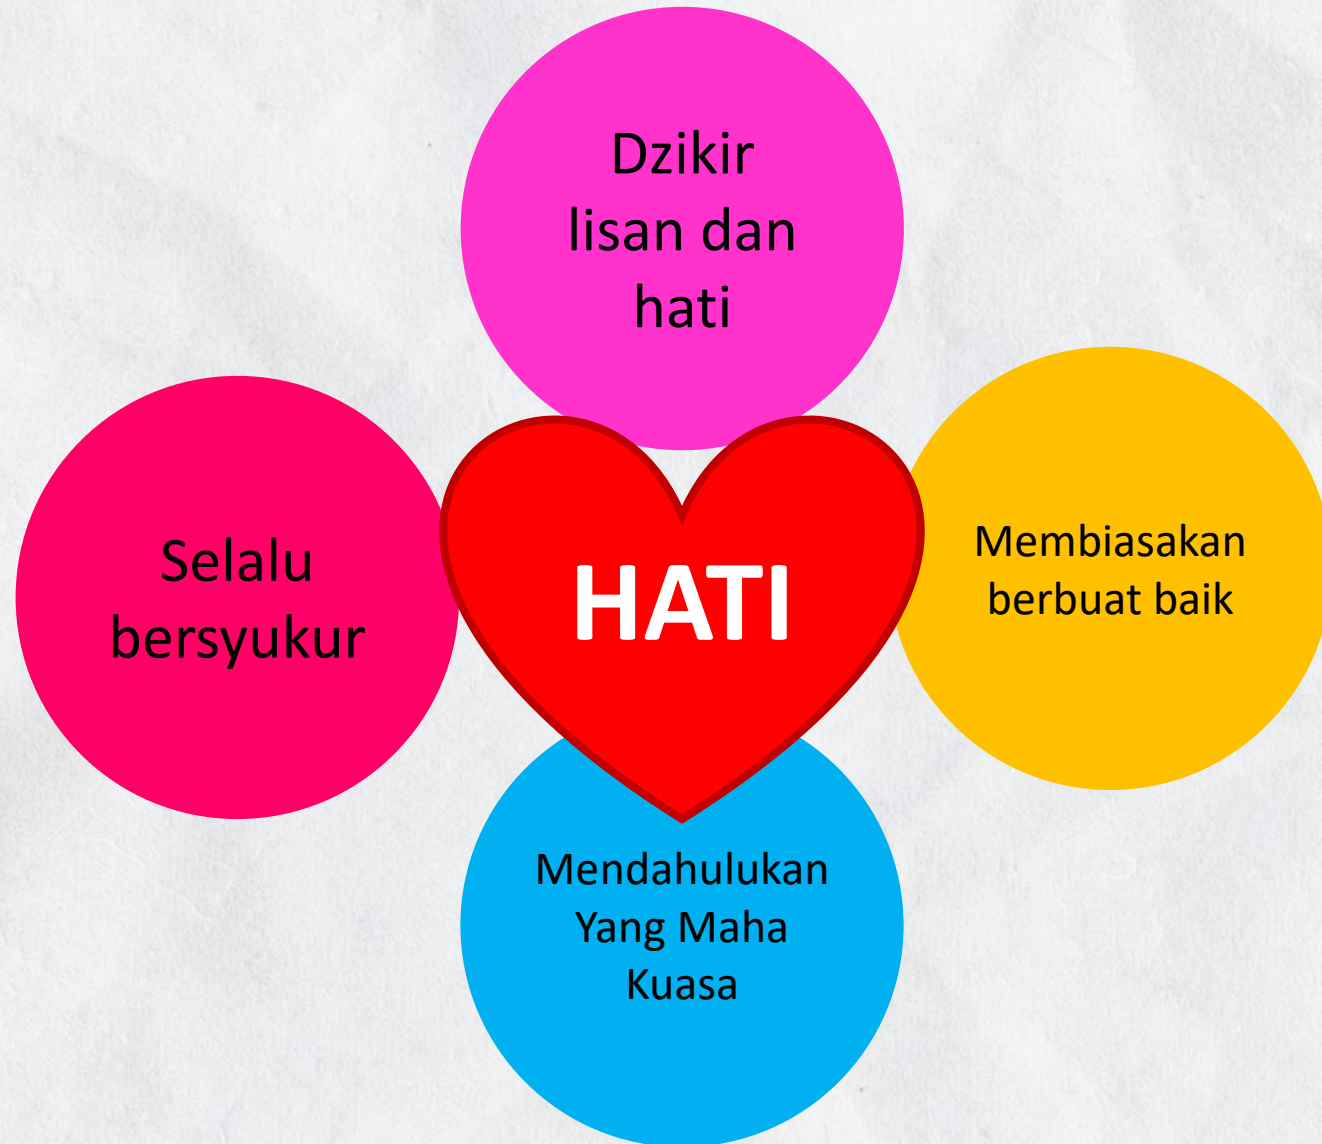 Dzikir
lisan dan
hati
Selalu
bersyukur
HATI
Membiasakan
berbuat baik
Mendahulukan
Yang Maha
Kuasa